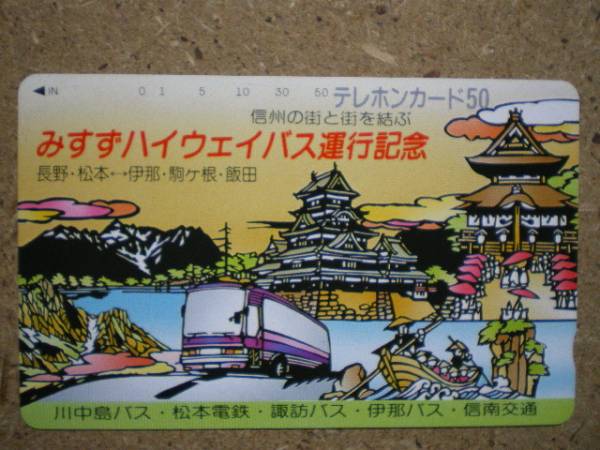 ◀IN 0 1 5 10 30 50
テレホンカード50
信州の街と街を結ぶ
みすずハイウェイバス運行記念
長野・松本↔伊那・駒ヶ根・飯田
川中島バス・松本電鉄・諏訪バス・伊那バス・信南交通